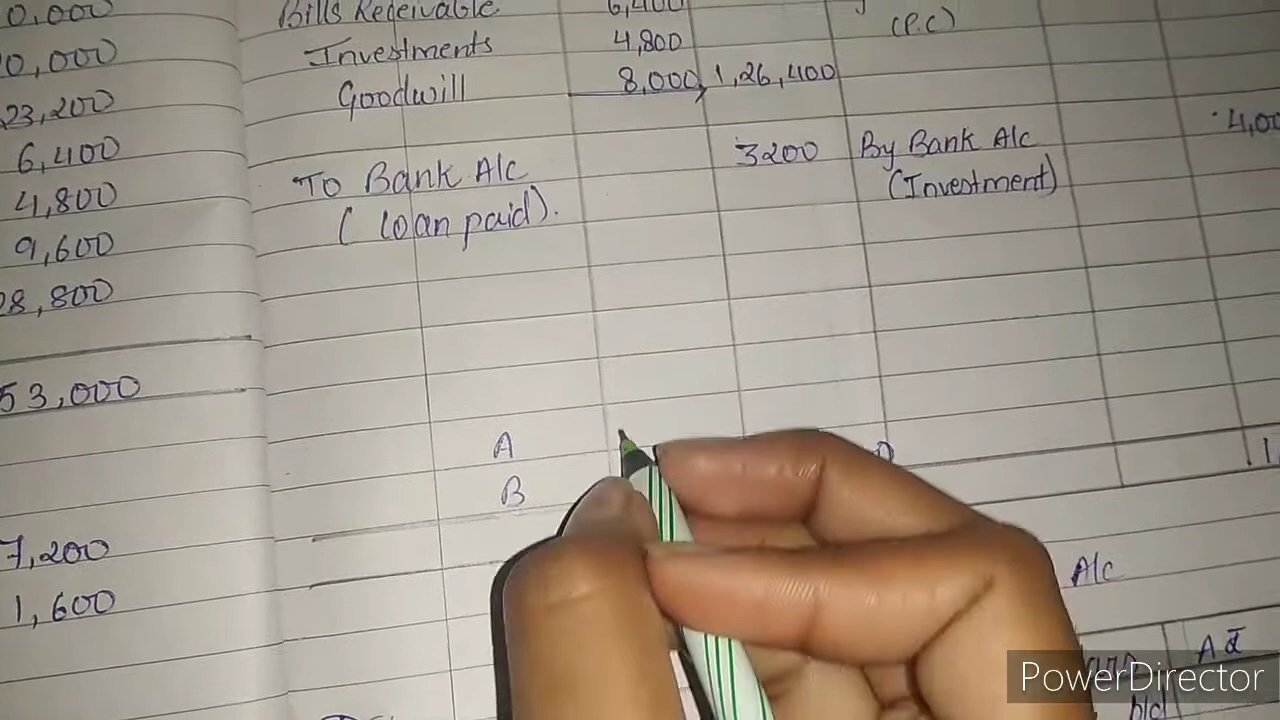 0,000 Bills Receivable 6,400
(P.C)
0,000 Investments 4,800
23,200 Goodwill 8,000 1,26,400
6,400 To Bank A/c 3200 By Bank A/c 4,00
4,800 (loan paid). (Investment)
9,600
28,800
53,000
A
B
7,200
1,600
A/c
b/d
PowerDirector